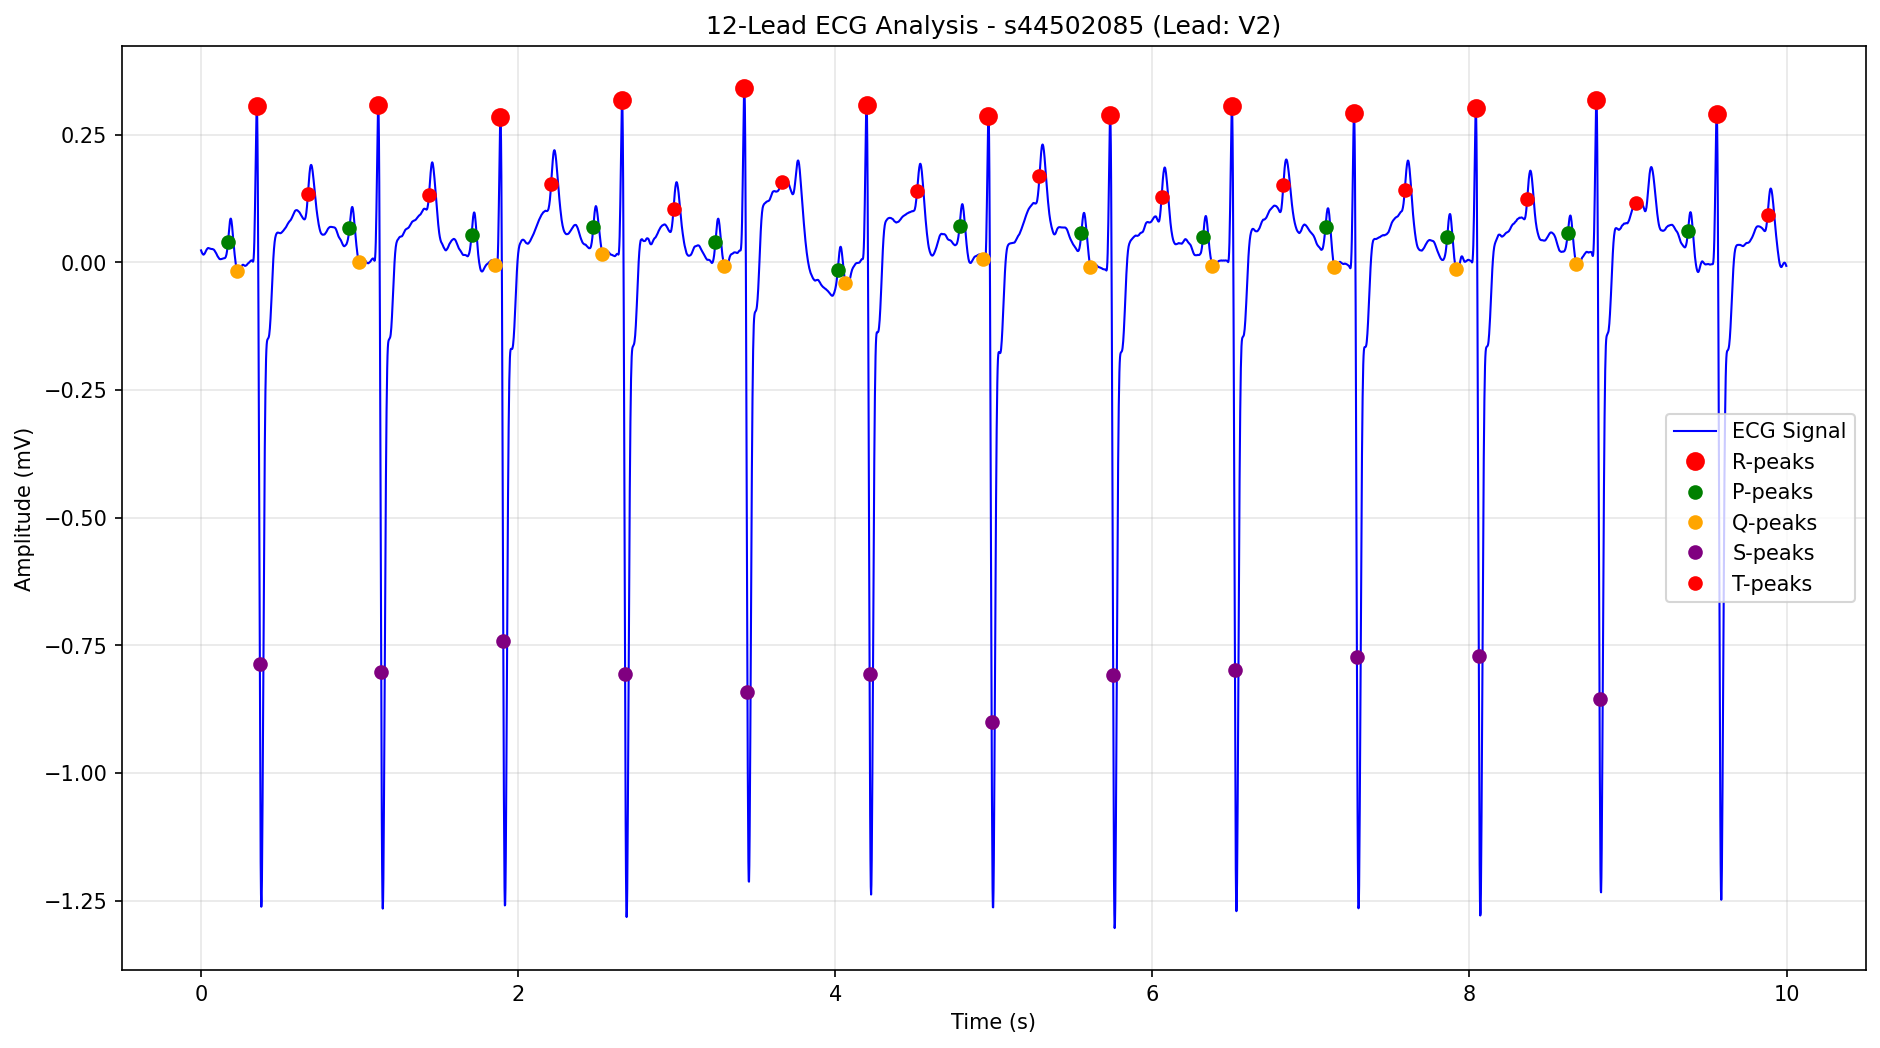 12-Lead ECG Analysis - s44502085 (Lead: V2)
Amplitude (mV)
0.25
0.00
−0.25
−0.50
−0.75
−1.00
−1.25
ECG Signal
R-peaks
P-peaks
Q-peaks
S-peaks
T-peaks
0 2 4 6 8 10
Time (s)